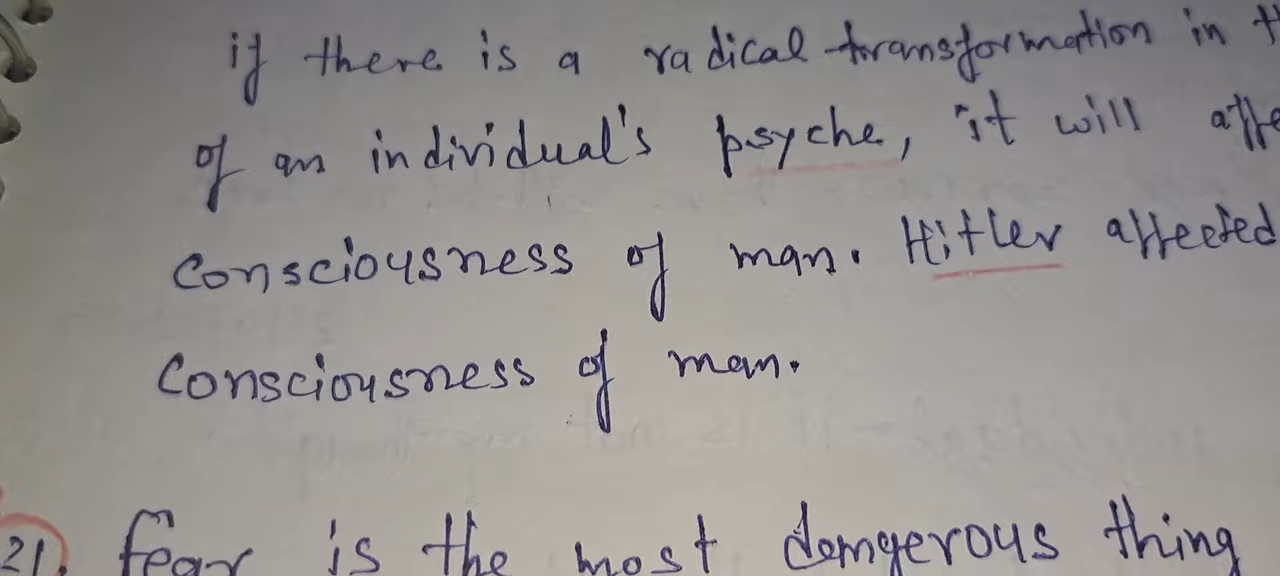 if there is a radical transformation in
of an individual's psyche, it will
consciousness of man. Hitler affected
consciousness of man.
21. fear is the most dangerous thing